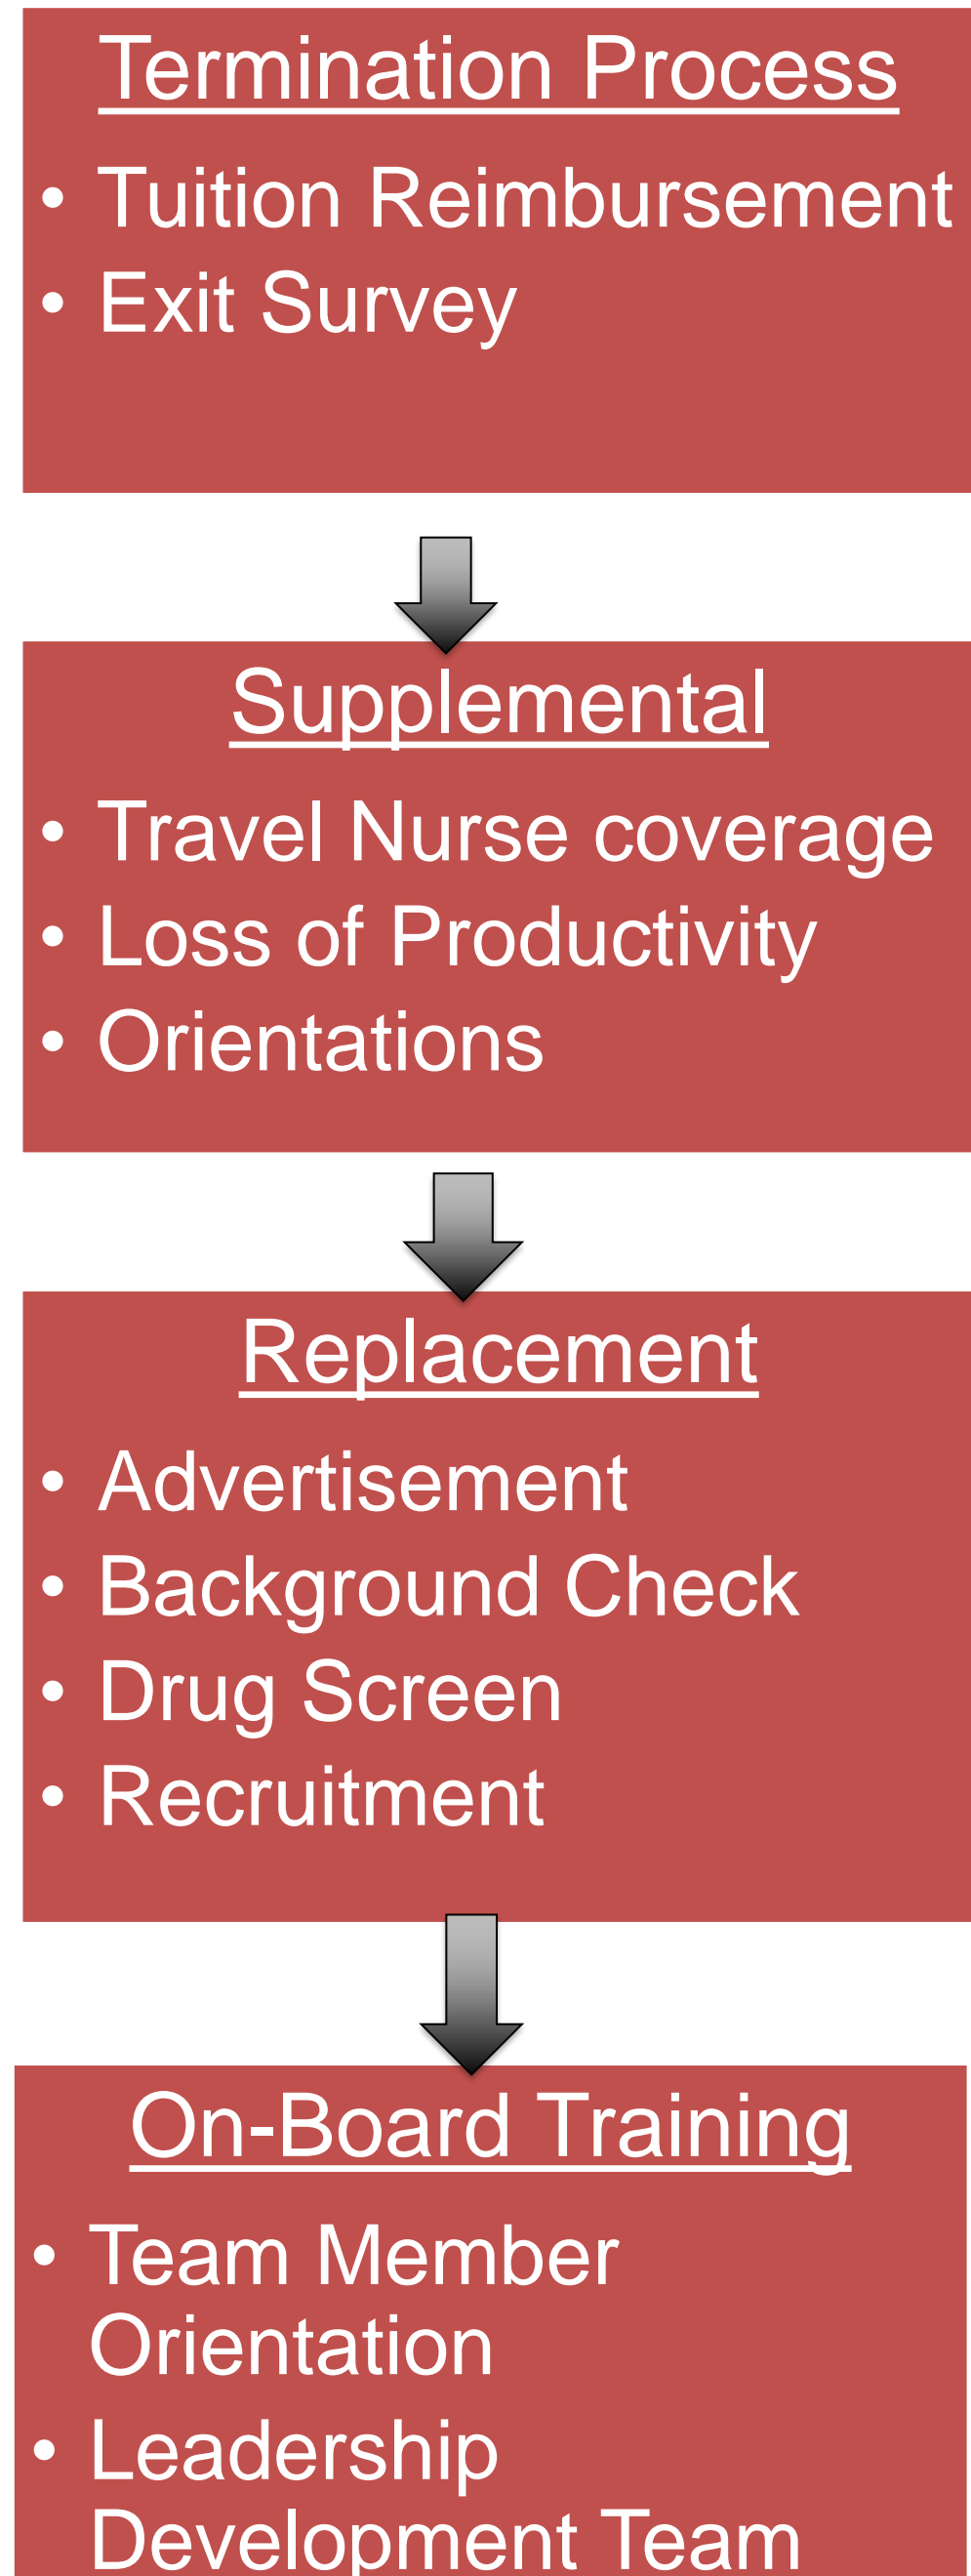 Termination Process
• Tuition Reimbursement
• Exit Survey
Supplemental
• Travel Nurse coverage
• Loss of Productivity
• Orientations
Replacement
• Advertisement
• Background Check
• Drug Screen
• Recruitment
On-Board Training
• Team Member
Orientation
• Leadership
Development Team